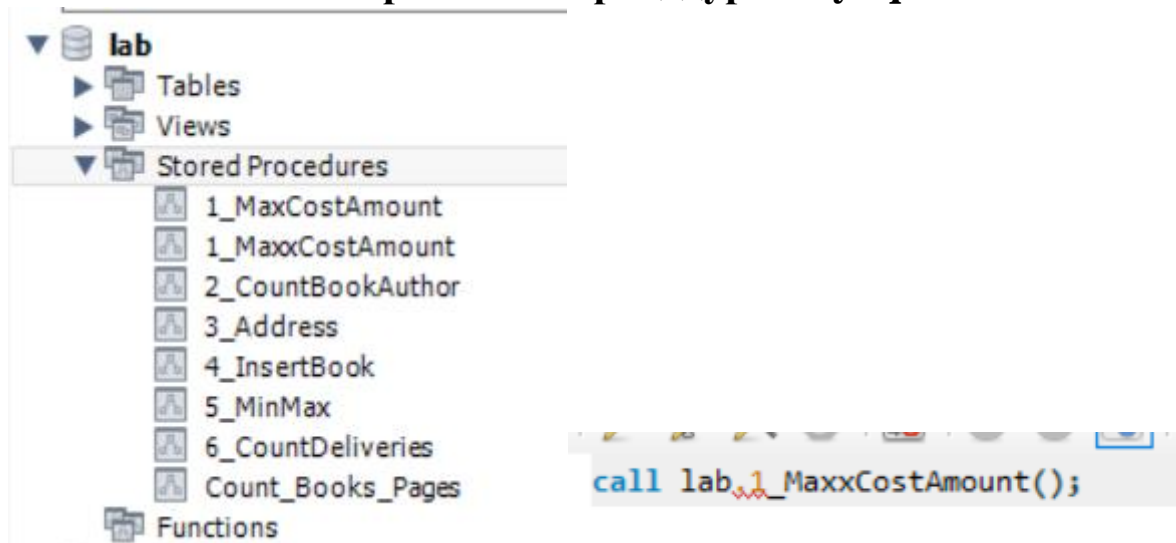 lab
Tables
Views
Stored Procedures
1_MaxCostAmount
1_MaxxCostAmount
2_CountBookAuthor
3_Address
4_InsertBook
5_MinMax
6_CountDeliveries
Count_Books_Pages
Functions
call lab.1_MaxxCostAmount();